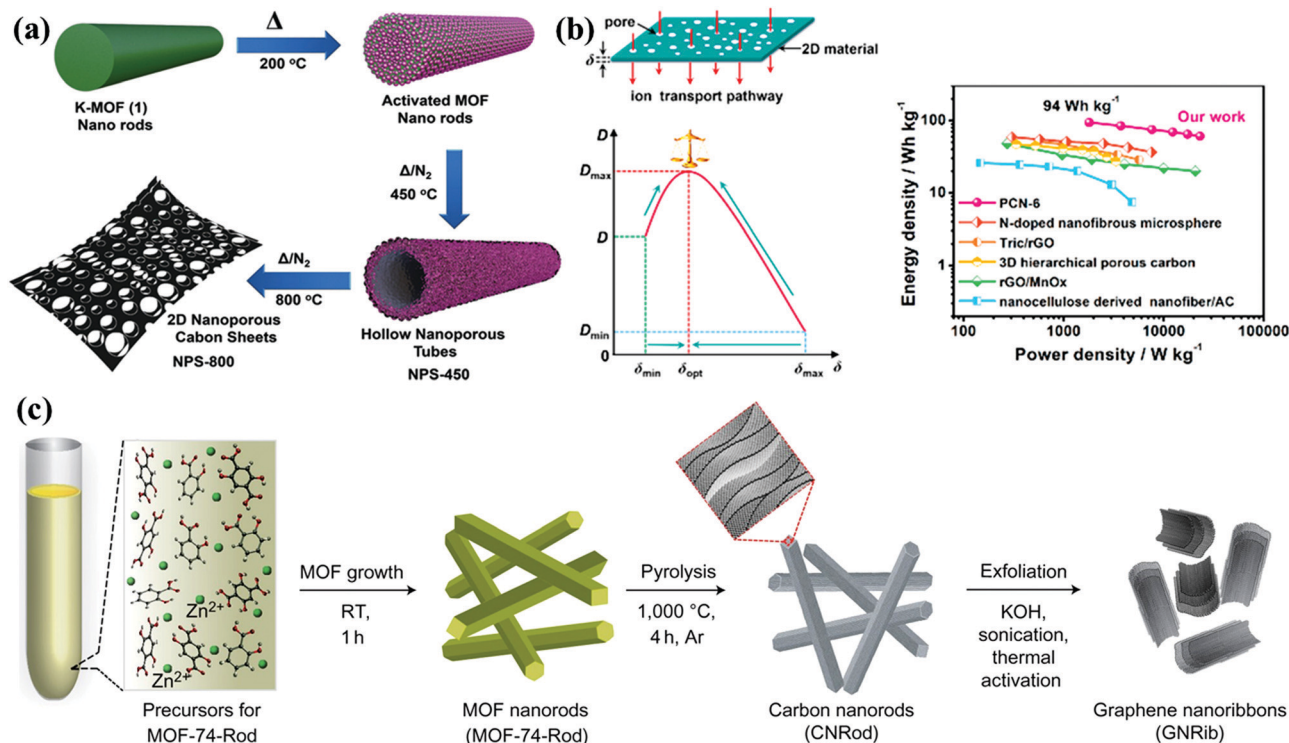 (a)
Δ
200 °C
K-MOF (1)
Nano rods
Activated MOF
Nano rods
Δ/N2
450 °C
Δ/N2
800 °C
2D Nanoporous
Cabon Sheets
NPS-800
Hollow Nanoporous
Tubes
NPS-450
(b)
pore
2D material
δ
ion transport pathway
D
Dmax
D
Dmin
0
δmin
δopt
δmax
δ
94 Wh kg-1
Our work
Energy density / Wh kg-1
100
10
1
PCN-6
N-doped nanofibrous microsphere
Tric/rGO
3D hierarchical porous carbon
rGO/MnOx
nanocellulose derived nanofiber/AC
100
1000
10000
100000
Power density / W kg-1
(c)
Zn2+
Zn2+
Precursors for
MOF-74-Rod
MOF growth
RT,
1 h
MOF nanorods
(MOF-74-Rod)
Pyrolysis
1,000 °C,
4 h, Ar
Carbon nanorods
(CNRod)
Exfoliation
KOH,
sonication,
thermal
activation
Graphene nanoribbons
(GNRib)